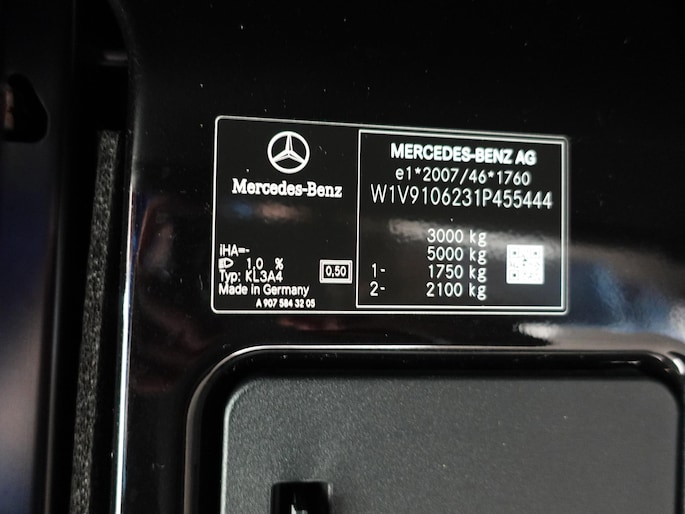 Mercedes-Benz
iHA=-
1.0 %
Typ: KL3A4
0,50
Made in Germany
A 907 584 32 05
MERCEDES-BENZ AG
e1*2007/46*1760
W1V9106231P455444
3000 kg
5000 kg
1- 1750 kg
2- 2100 kg